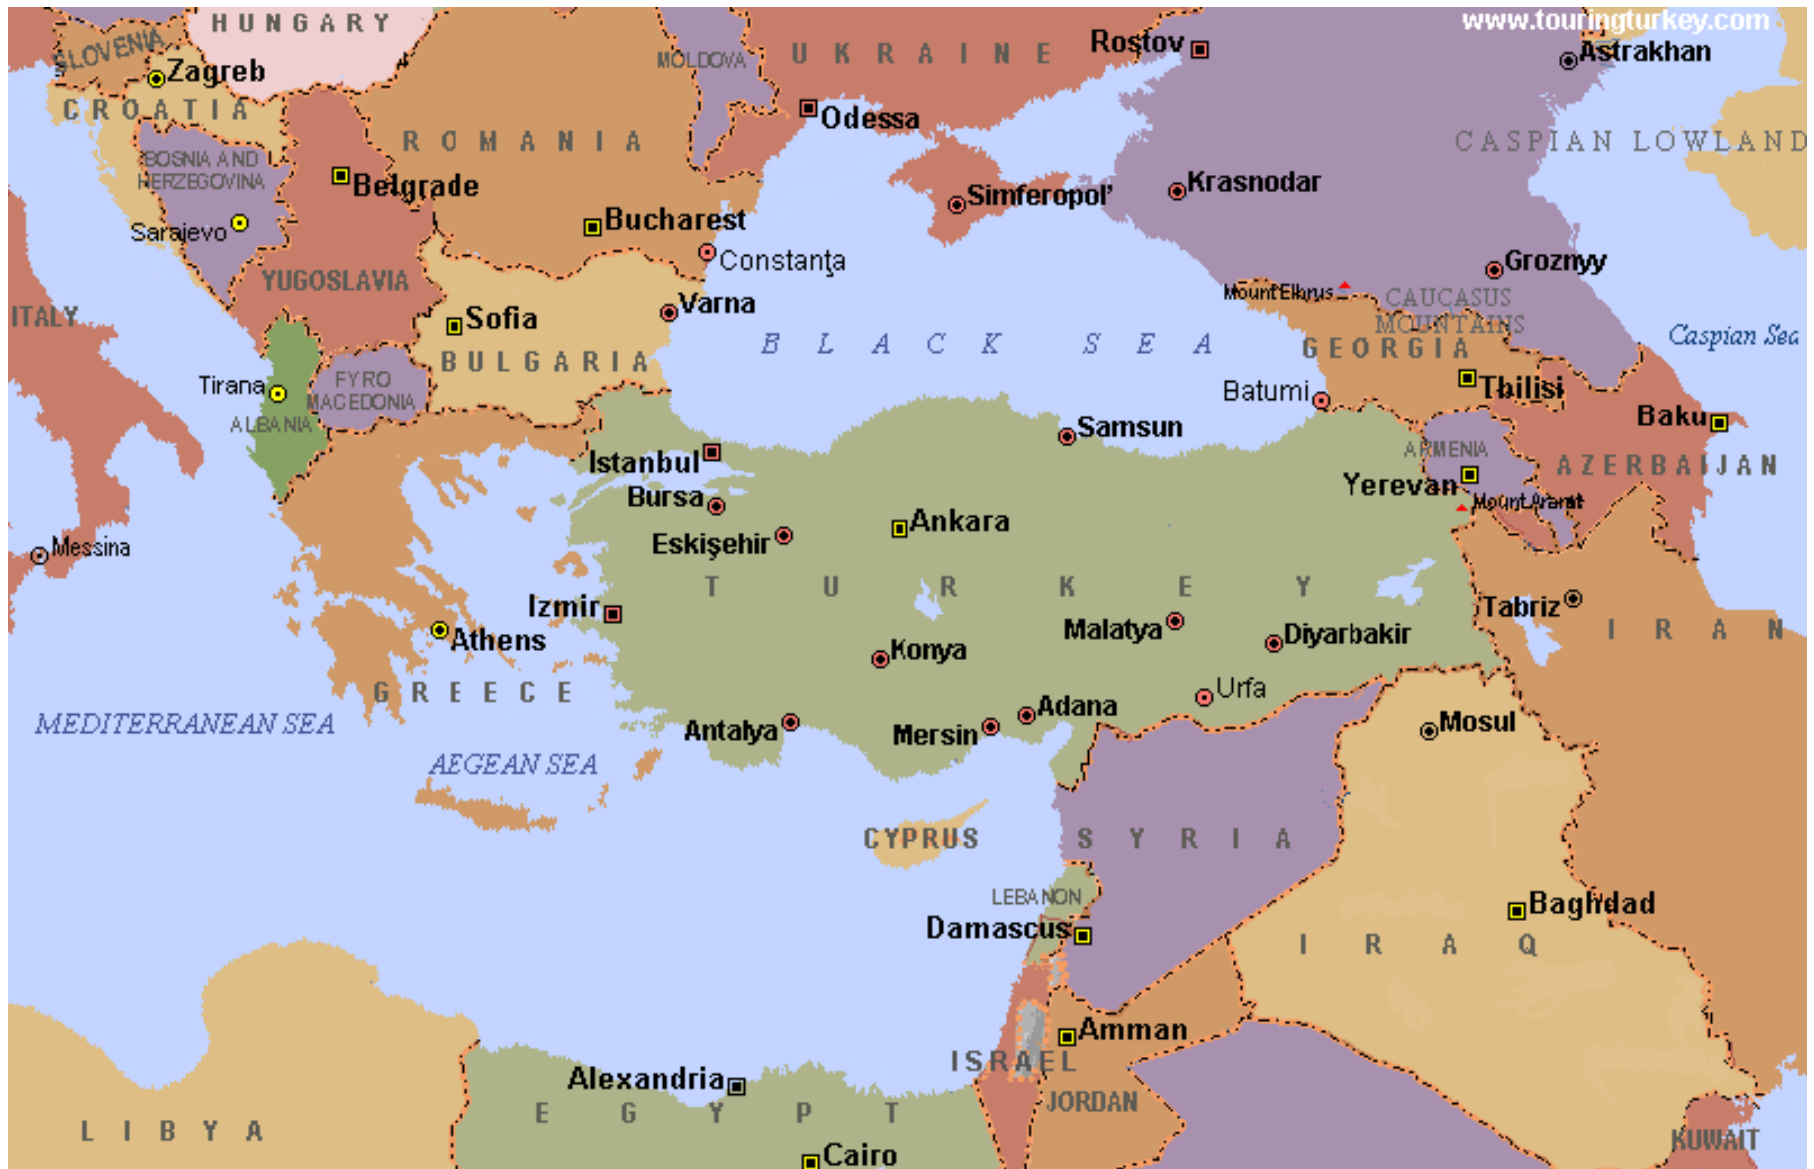 HUNGARY
www.touringturkey.com
SLOVENIA
Zagreb
MOLDOVA
UKRAINE
Rostov
Astrakhan
CROATIA
Odessa
ROMANIA
CASPIAN LOWLAND
BOSNIA AND
HERZEGOVINA
Belgrade
Simferopol'
Krasnodar
Sarajevo
Bucharest
Constanţa
Groznyy
YUGOSLAVIA
Mount Elbrus
CAUCASUS
MOUNTAINS
ITALY
Sofia
Varna
BLACK SEA
GEORGIA
Caspian Sea
BULGARIA
Tirana
FYRO
MACEDONIA
Batumi
Tbilisi
ALBANIA
Samsun
Baku
Istanbul
ARMENIA
AZERBAIJAN
Bursa
Yerevan
Mount Ararat
Messina
Eskişehir
Ankara
TURKEY
Izmir
Tabriz
Athens
Malatya
Diyarbakir
IRAN
Konya
GREECE
Urfa
MEDITERRANEAN SEA
Antalya
Mersin
Adana
Mosul
AEGEAN SEA
CYPRUS
SYRIA
LEBANON
Damascus
Baghdad
IRAQ
Amman
ISRAEL
Alexandria
JORDAN
EGYPT
LIBYA
KUWAIT
Cairo